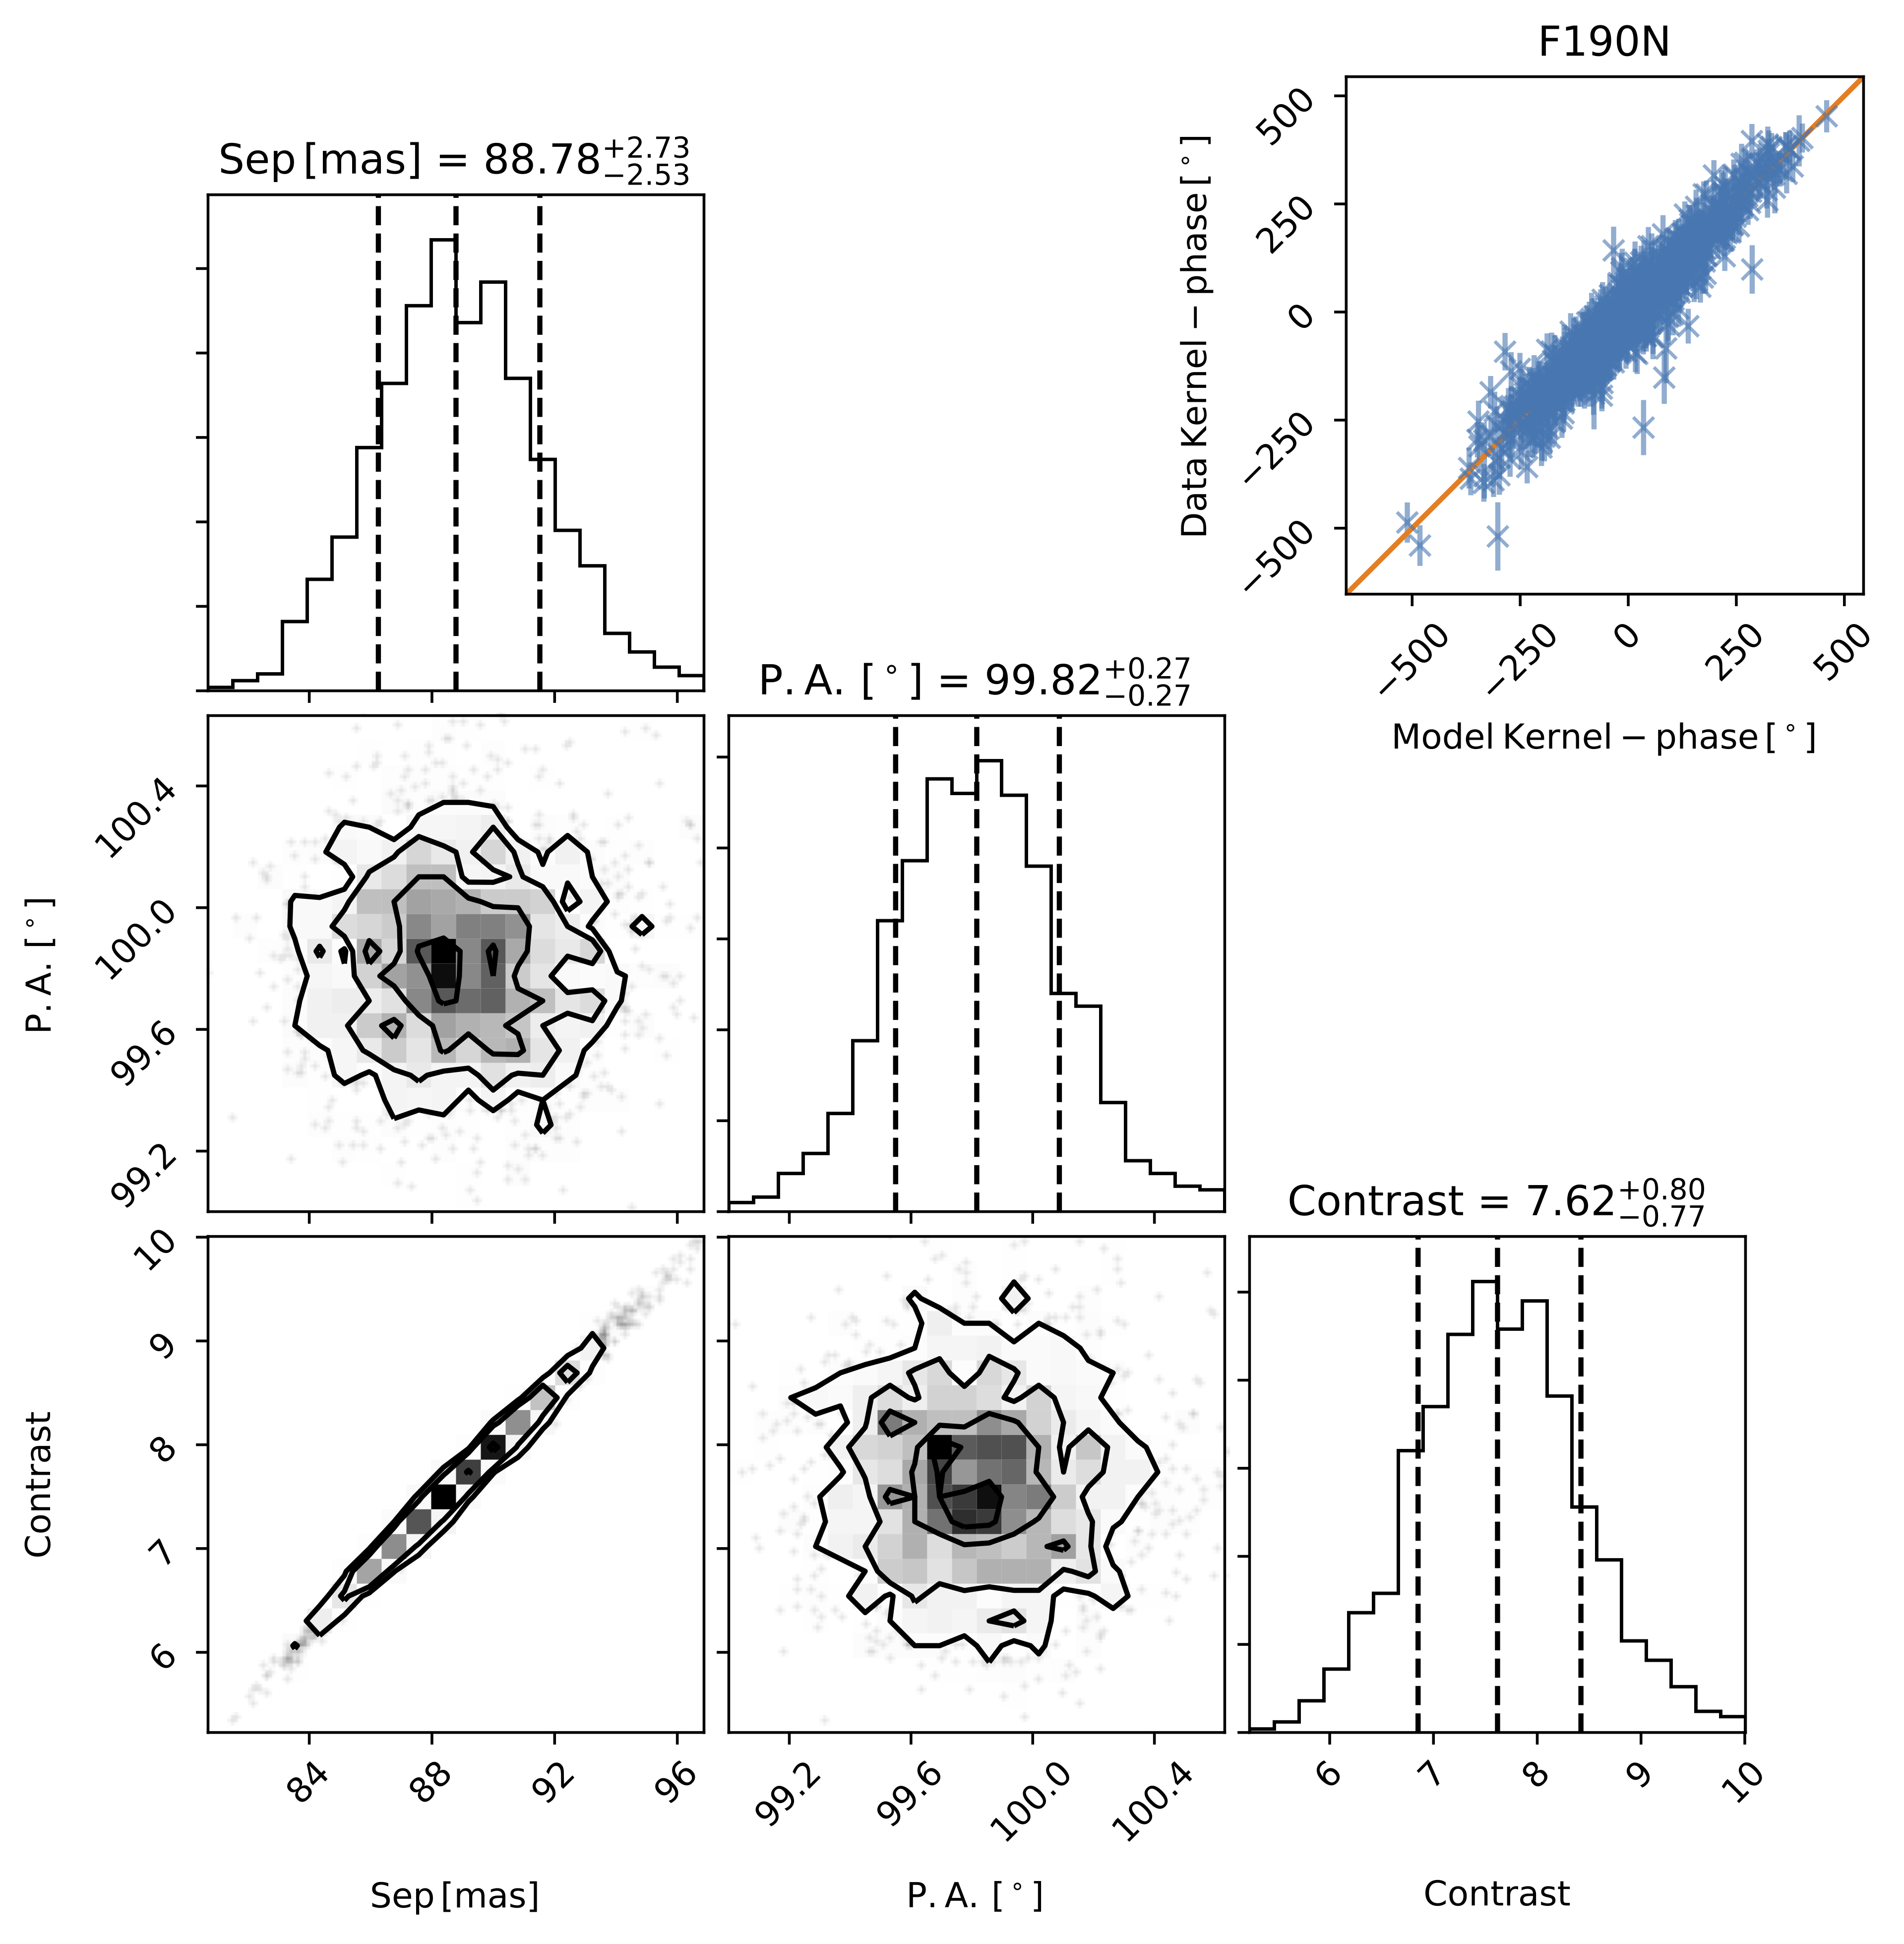 F190N
500
250
0
−250
−500
Data Kernel − phase [°]
−500
−250
0
250
500
Model Kernel − phase [°]
Sep [mas] = 88.78 +2.73 −2.53
P. A. [°] = 99.82 +0.27 −0.27
100.4
100.0
99.6
99.2
P. A. [°]
Contrast = 7.62 +0.80 −0.77
10
9
8
7
6
Contrast
84
88
92
96
Sep [mas]
99.2
99.6
100.0
100.4
P. A. [°]
6
7
8
9
10
Contrast